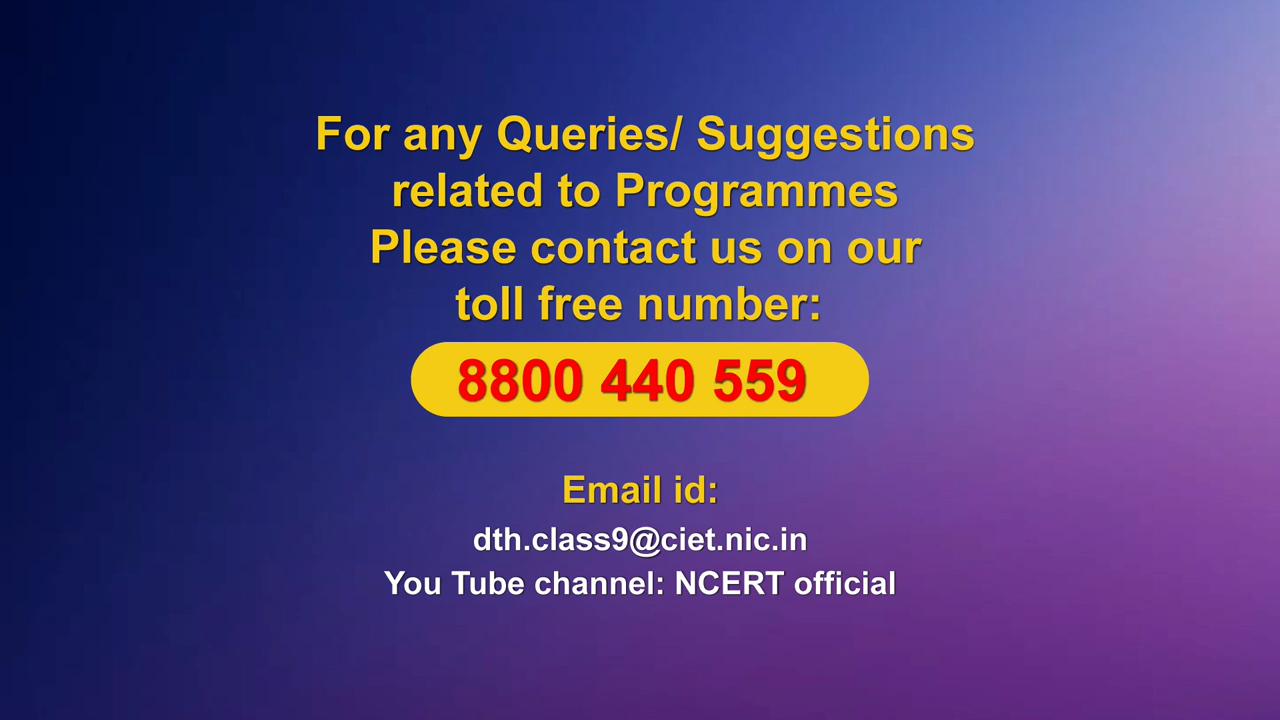 For any Queries/ Suggestions
related to Programmes
Please contact us on our
toll free number:
8800 440 559
Email id:
dth.class9@ciet.nic.in
You Tube channel: NCERT official